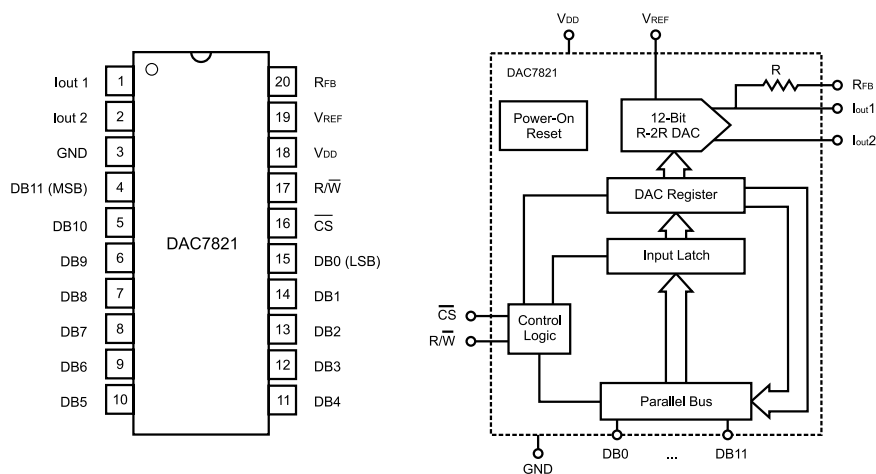 Iout 1 1 20 RFB
Iout 2 2 19 VREF
GND 3 18 VDD
DB11 (MSB) 4 17 R/W̅
DB10 5 16 C̅S̅
DB9 6 15 DB0 (LSB)
DB8 7 14 DB1
DB7 8 13 DB2
DB6 9 12 DB3
DB5 10 11 DB4
DAC7821
VDD VREF
DAC7821
R
RFB
Iout1
Iout2
Power-On
Reset
12-Bit
R-2R DAC
DAC Register
Input Latch
C̅S̅
R/W̅
Control
Logic
Parallel Bus
GND
DB0 ... DB11